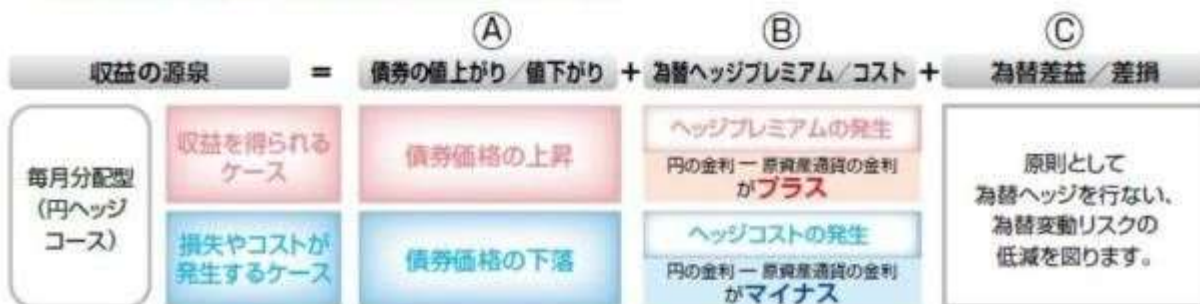 Ⓐ Ⓑ Ⓒ
収益の源泉 = 債券の値上がり／値下がり + 為替ヘッジプレミアム／コスト + 為替差益／差損
毎月分配型
（円ヘッジ
コース）
収益を得られる
ケース
債券価格の上昇
ヘッジプレミアムの発生
円の金利 ー 原資産通貨の金利
がプラス
損失やコストが
発生するケース
債券価格の下落
ヘッジコストの発生
円の金利 ー 原資産通貨の金利
がマイナス
原則として
為替ヘッジを行ない、
為替変動リスクの
低減を図ります。